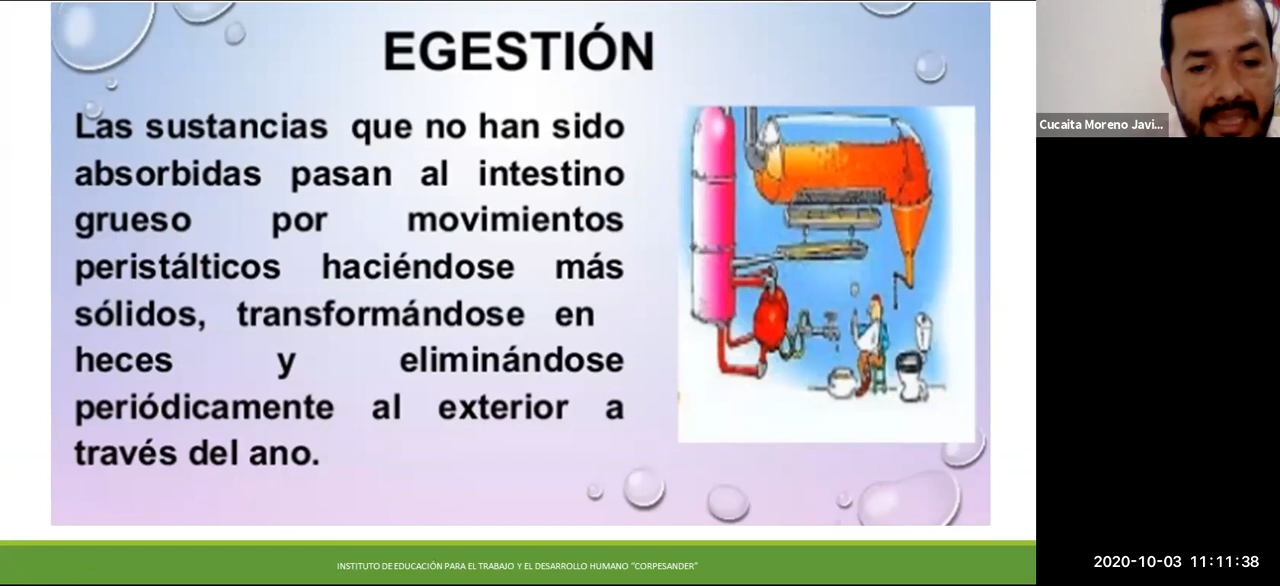 EGESTIÓN
Las sustancias que no han sido
absorbidas pasan al intestino
grueso por movimientos
peristálticos haciéndose más
sólidos, transformándose en
heces y eliminándose
periódicamente al exterior a
través del ano.
Cucaita Moreno Javi...
INSTITUTO DE EDUCACIÓN PARA EL TRABAJO Y EL DESARROLLO HUMANO “CORPESANDER”
2020-10-03 11:11:38